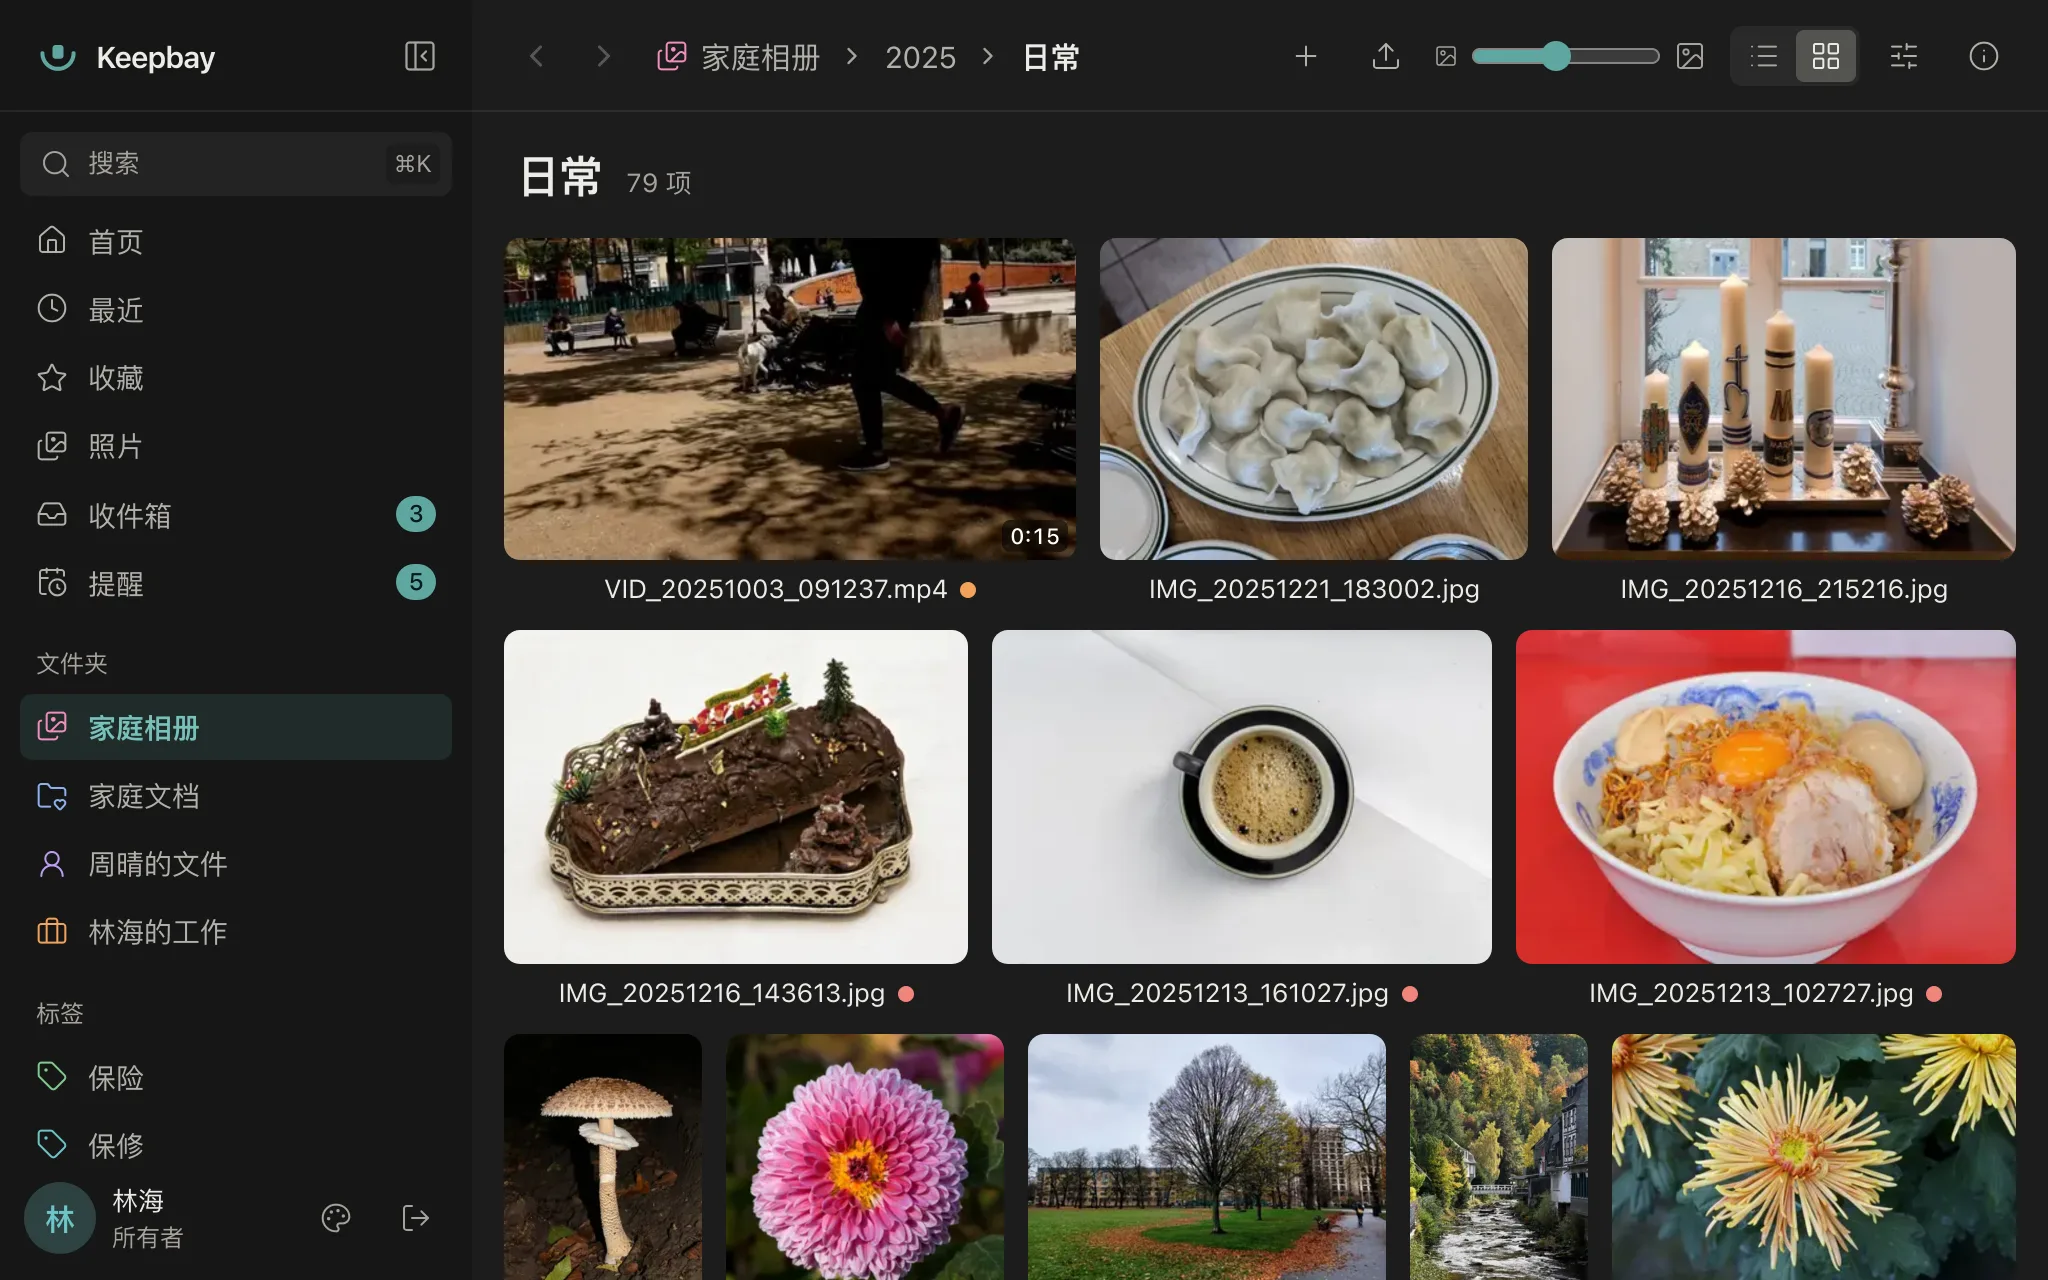 Keepbay
搜索
⌘K
首页
最近
收藏
照片
收件箱
3
提醒
5
文件夹
家庭相册
家庭文档
周晴的文件
林海的工作
标签
保险
保修
林
林海
所有者
家庭相册
2025
日常
日常 79 项
0:15
VID_20251003_091237.mp4
IMG_20251221_183002.jpg
IMG_20251216_215216.jpg
IMG_20251216_143613.jpg
IMG_20251213_161027.jpg
IMG_20251213_102727.jpg